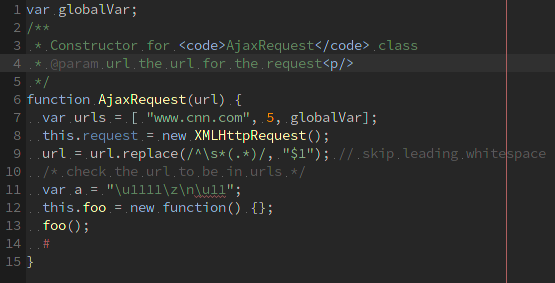 1 var globalVar;
2 /**
3  * Constructor for <code>AjaxRequest</code> class
4  * @param url the url for the request<p/>
5  */
6 function AjaxRequest(url) {
7   var urls = [ "www.cnn.com", 5, globalVar];
8   this.request = new XMLHttpRequest();
9   url = url.replace(/^\s*(.*)/, "$1"); // skip leading whitespace
10   /* check the url to be in urls */
11   var a = "\u1111\z\n\u11";
12   this.foo = new function() {};
13   foo();
14   #
15 }